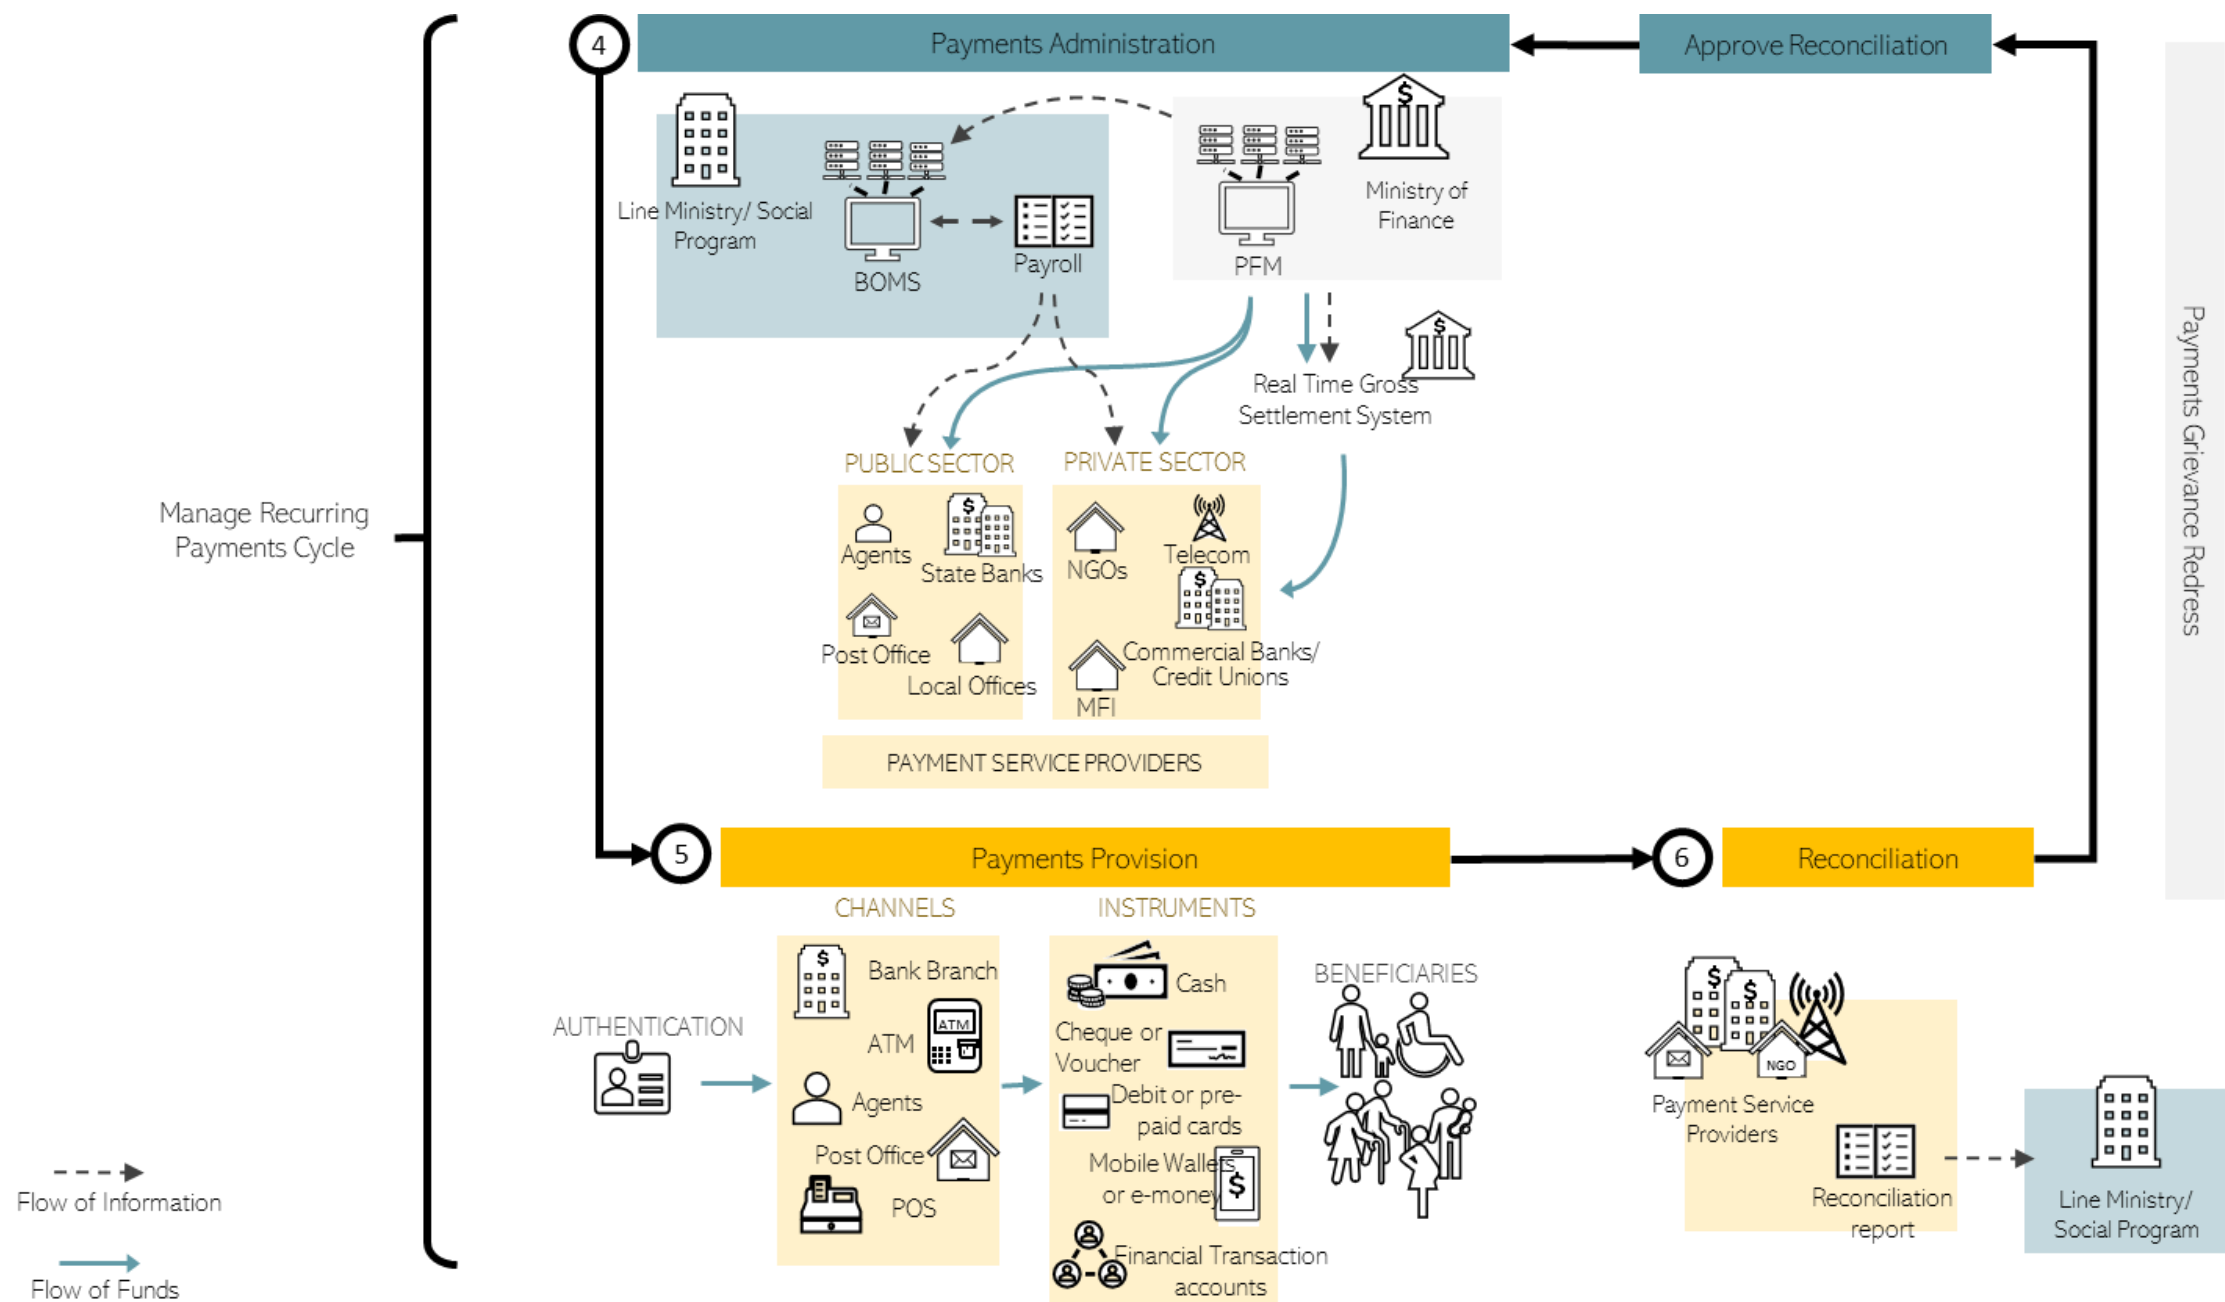 4
Payments Administration
Approve Reconciliation
$
Line Ministry/ Social
Program
BOMS
Payroll
PFM
Ministry of
Finance
$
Real Time Gross
Settlement System
Payments Grievance Redress
Manage Recurring
Payments Cycle
PUBLIC SECTOR
PRIVATE SECTOR
Agents
$
State Banks
Post Office
Local Offices
NGOs
Telecom
$
MFI
Commercial Banks/
Credit Unions
PAYMENT SERVICE PROVIDERS
5
Payments Provision
6
Reconciliation
CHANNELS
INSTRUMENTS
AUTHENTICATION
$
Bank Branch
ATM
ATM
Agents
Post Office
POS
Cash
Cheque or
Voucher
Debit or pre-
paid cards
Mobile Wallets
or e-money
$
Financial Transaction
accounts
BENEFICIARIES
$
$
NGO
Payment Service
Providers
Reconciliation
report
Line Ministry/
Social Program
Flow of Information
Flow of Funds